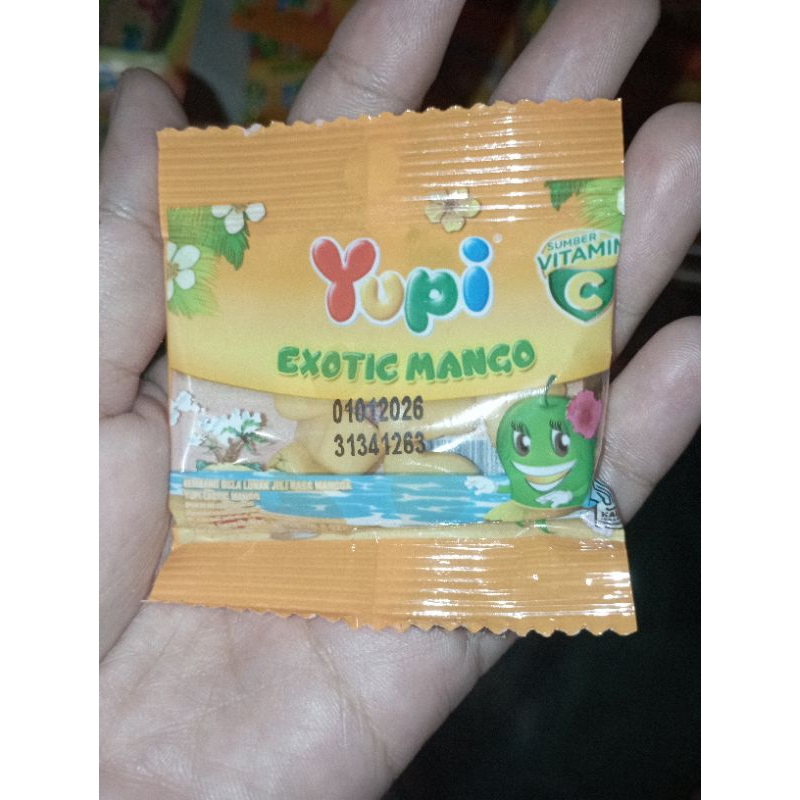 Yupi
SUMBER
VITAMIN
C
EXOTIC MANGO
01012026
31341263